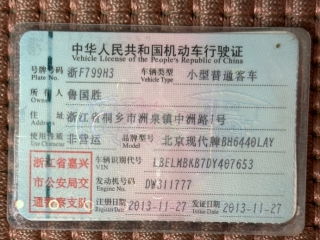 中华人民共和国机动车行驶证
Vehicle License of the People's Republic of China
号牌号码 浙F799H3 车辆类型 小型普通客车
Plate No. Vehicle Type
所有人 鲁国胜
Owner
住址 浙江省桐乡市洲泉镇中洲路1号
Address
使用性质 非营运 品牌型号 北京现代牌BH6440LAY
Use Character Model
浙江省嘉兴 车辆识别代号 LBELMBKB7DY407653
VIN
市公安局交 发动机号码 DW311777
Engine No.
通警察支队 注册日期 2013-11-27 发证日期 2013-11-27
Register Date Issue Date